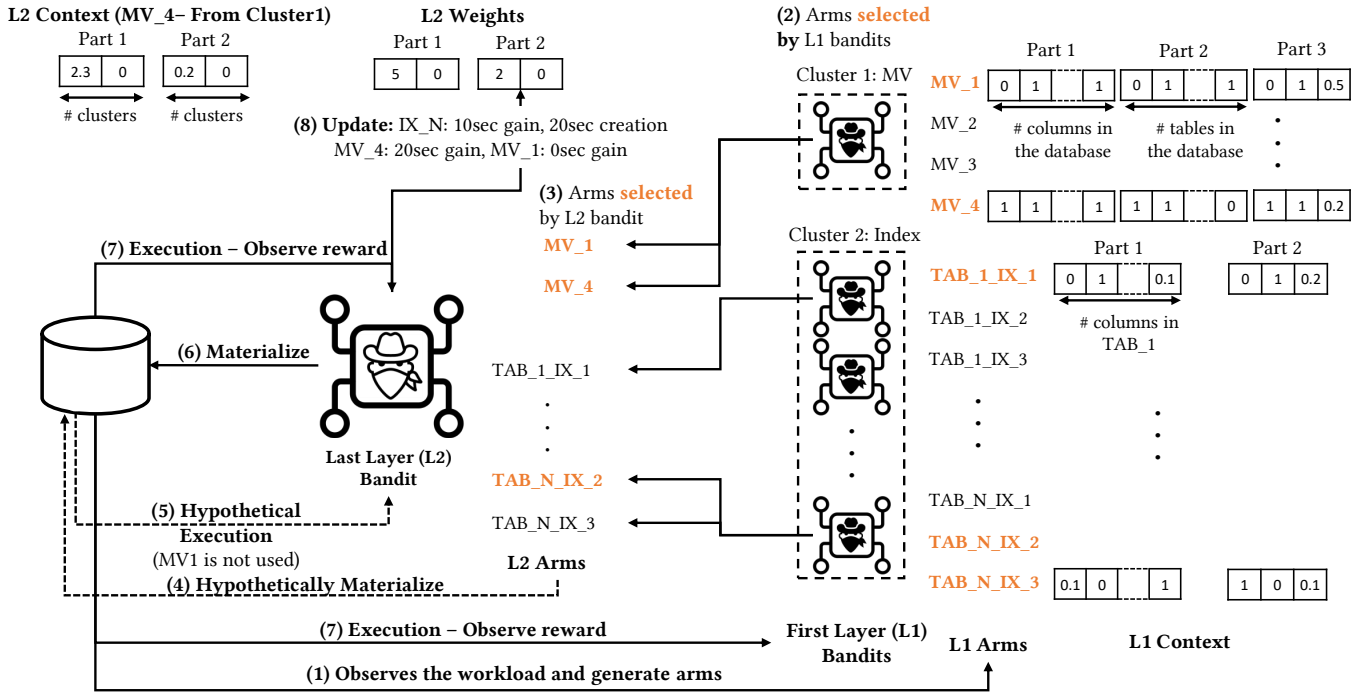 L2 Context (MV_4– From Cluster1)
Part 1
Part 2
2.3 0
0.2 0
# clusters
# clusters
L2 Weights
Part 1
Part 2
5 0
2 0
(8) Update: IX_N: 10sec gain, 20sec creation
MV_4: 20sec gain, MV_1: 0sec gain
(2) Arms selected
by L1 bandits
Cluster 1: MV
MV_1
MV_2
MV_3
MV_4
Part 1
Part 2
Part 3
0 1 1
0 1 1
0 1 0.5
# columns in
the database
# tables in
the database
1 1 1
1 1 0
1 1 0.2
(3) Arms selected
by L2 bandit
MV_1
MV_4
TAB_1_IX_1
TAB_N_IX_2
TAB_N_IX_3
L2 Arms
Cluster 2: Index
TAB_1_IX_1
TAB_1_IX_2
TAB_1_IX_3
TAB_N_IX_1
TAB_N_IX_2
TAB_N_IX_3
Part 1
Part 2
0 1 0.1
0 1 0.2
# columns in
TAB_1
0.1 0 1
1 0 0.1
(7) Execution – Observe reward
(6) Materialize
Last Layer (L2)
Bandit
(5) Hypothetical
Execution
(MV1 is not used)
(4) Hypothetically Materialize
(7) Execution – Observe reward
First Layer (L1)
Bandits
L1 Arms
L1 Context
(1) Observes the workload and generate arms